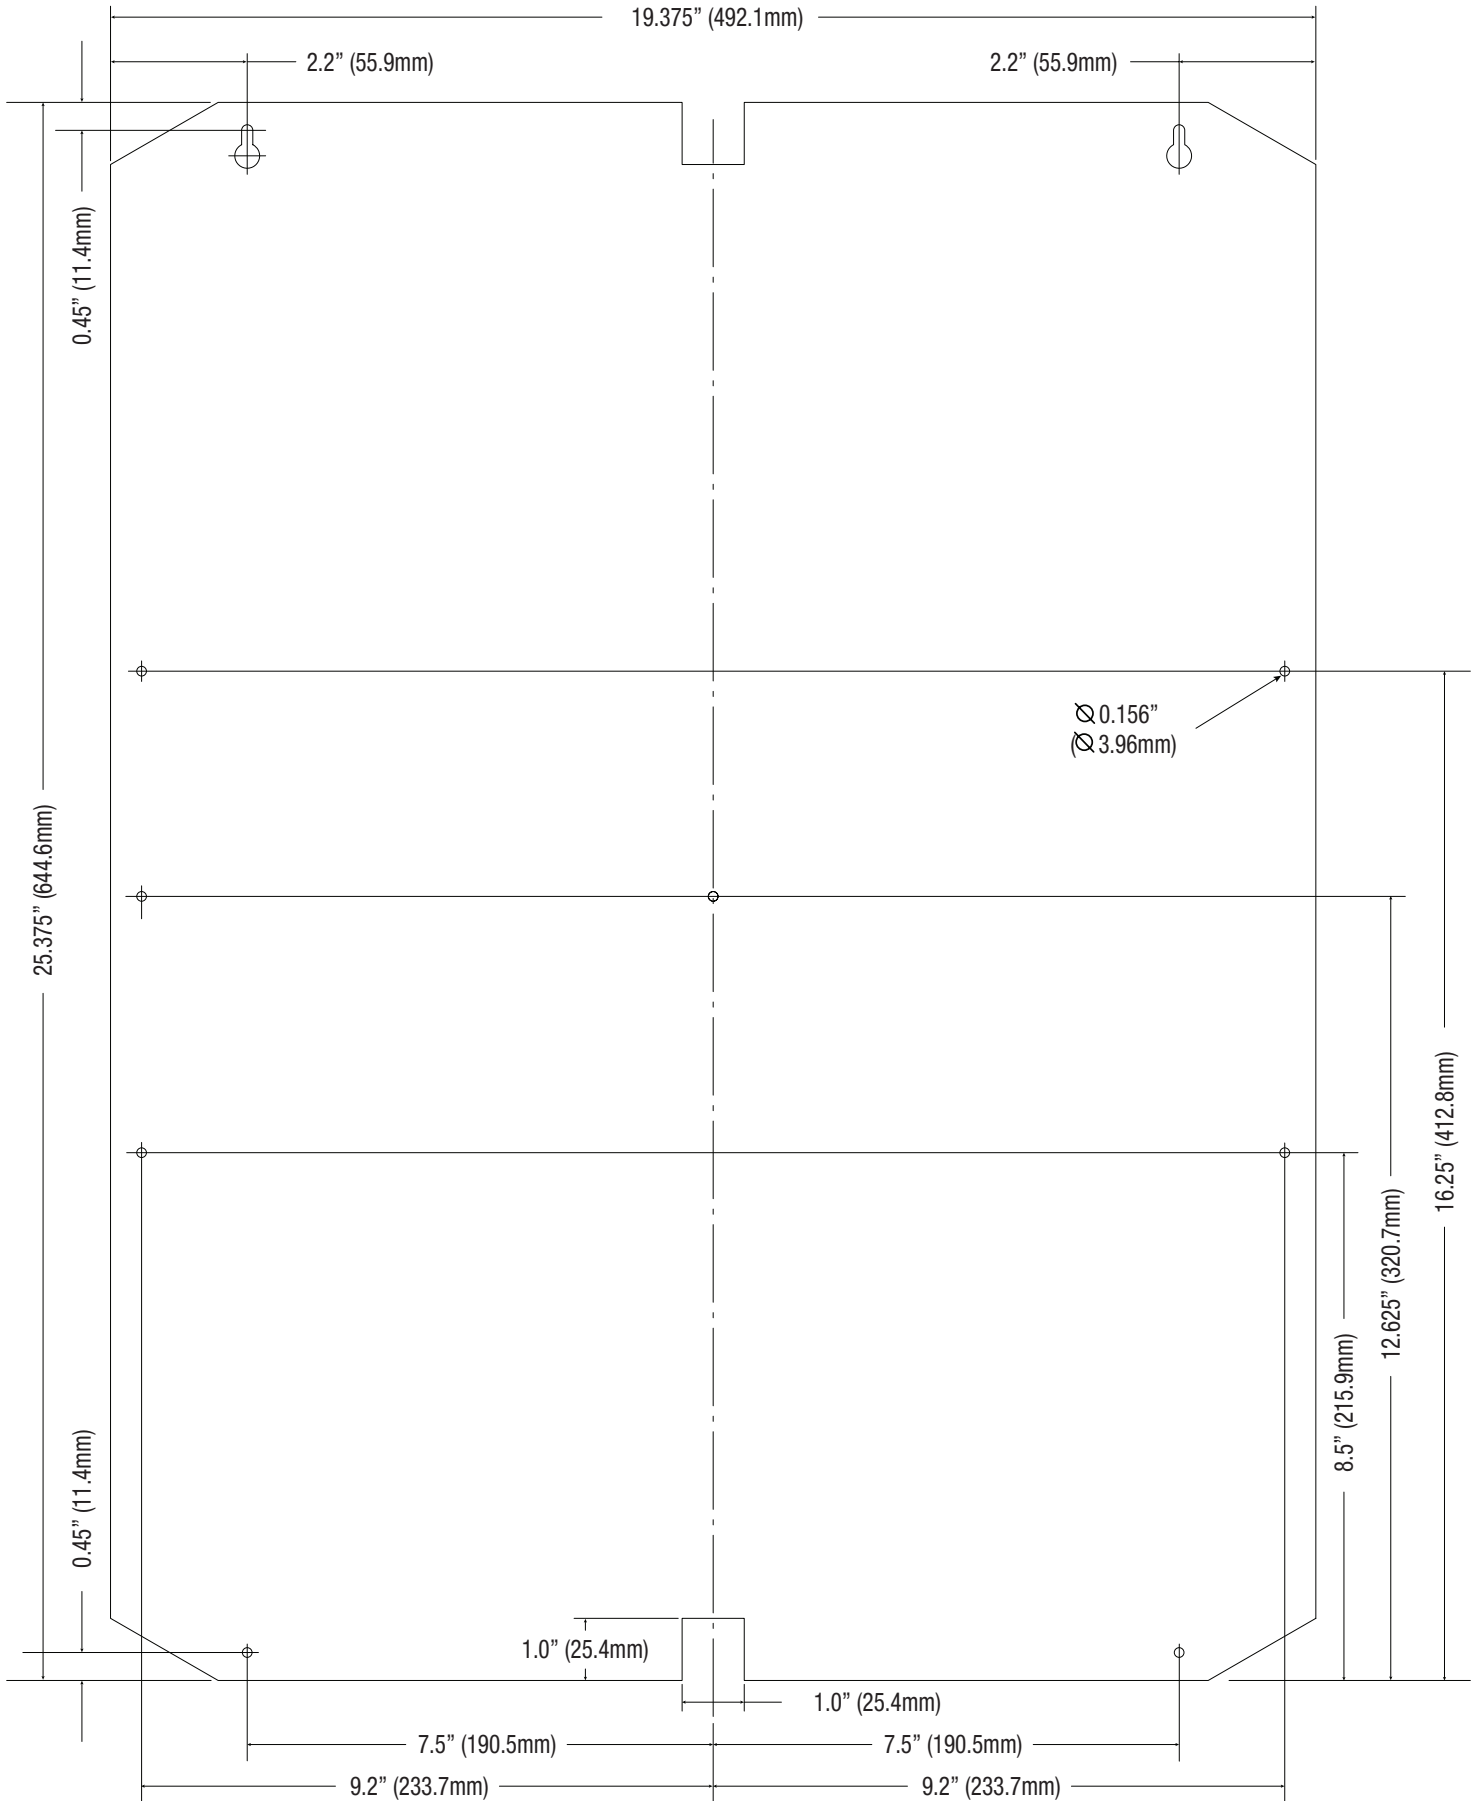 19.375” (492.1mm)
2.2” (55.9mm)
2.2” (55.9mm)
0.45” (11.4mm)
Ø 0.156”
(Ø 3.96mm)
25.375” (644.6mm)
16.25” (412.8mm)
12.625” (320.7mm)
8.5” (215.9mm)
0.45” (11.4mm)
1.0” (25.4mm)
1.0” (25.4mm)
7.5” (190.5mm)
7.5” (190.5mm)
9.2” (233.7mm)
9.2” (233.7mm)